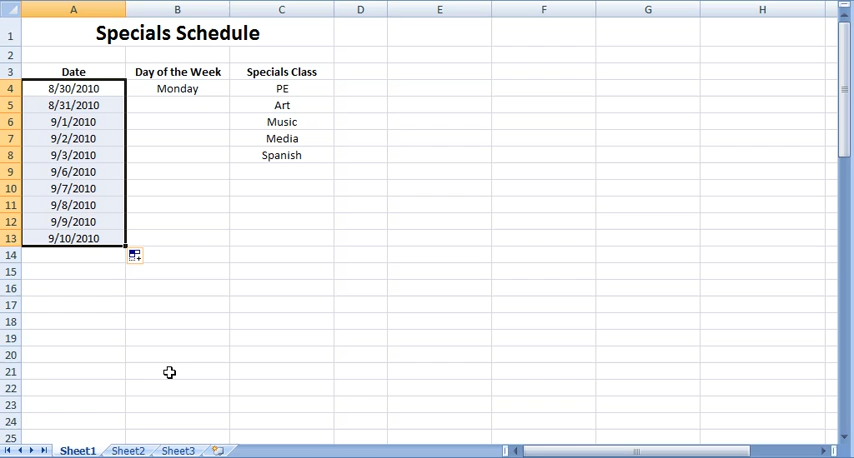 A B C D E F G H
1 Specials Schedule
2
3 Date Day of the Week Specials Class
4 8/30/2010 Monday PE
5 8/31/2010 Art
6 9/1/2010 Music
7 9/2/2010 Media
8 9/3/2010 Spanish
9 9/6/2010
10 9/7/2010
11 9/8/2010
12 9/9/2010
13 9/10/2010
14
15
16
17
18
19
20
21
22
23
24
25
Sheet1 Sheet2 Sheet3